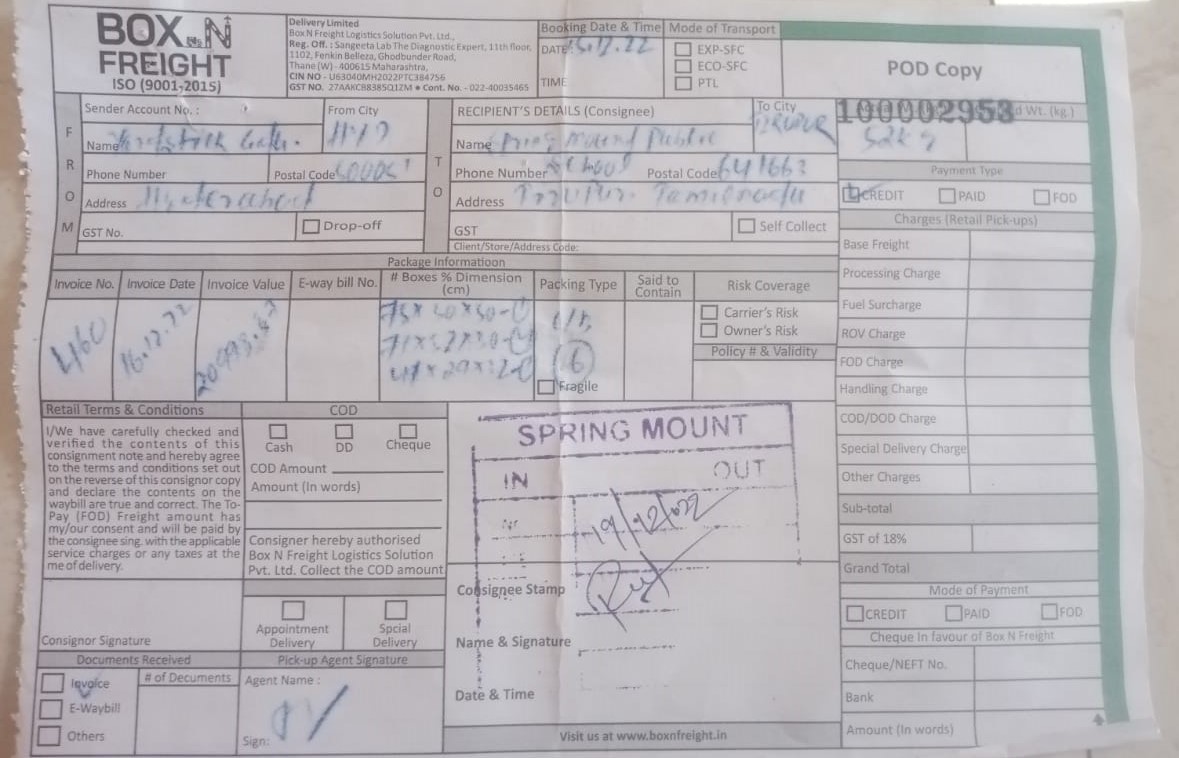 BOX N FREIGHT
ISO (9001-2015)
Delivery Limited
Box N Freight Logistics Solution Pvt. Ltd.,
Reg. Off. : Sangeeta Lab The Diagnostic Expert, 11th floor,
1102, Fenkin Belleza, Ghodbunder Road,
Thane (W) - 400615 Maharashtra,
CIN NO - U63040MH2022PTC384756
GST NO. 27AAKCB8385Q1ZM • Cont. No. - 022-40035465
Booking Date & Time
DATE 15.12.22
TIME
Mode of Transport
EXP-SFC
ECO-SFC
PTL
POD Copy
100002953
d Wt. (kg.)
52kg
FROM
Sender Account No. :
From City
HYD
Name
Phone Number
Postal Code
Address Hyderabad
GST No.
Drop-off
TO
RECIPIENT'S DETAILS (Consignee)
To City
Name Spring mound Public
Phone Number School
Postal Code 641663
Address Tirupur. Tamilnadu
GST
Self Collect
Client/Store/Address Code:
Payment Type
CREDIT
PAID
FOD
Charges (Retail Pick-ups)
Base Freight
Processing Charge
Fuel Surcharge
ROV Charge
FOD Charge
Handling Charge
COD/DOD Charge
Special Delivery Charge
Other Charges
Sub-total
GST of 18%
Grand Total
Package Informatioon
Invoice No.
Invoice Date
Invoice Value
E-way bill No.
# Boxes % Dimension (cm)
Packing Type
Said to Contain
Risk Coverage
16.12.22
(6)
Fragile
Carrier's Risk
Owner's Risk
Policy # & Validity
Retail Terms & Conditions
I/We have carefully checked and
verified the contents of this
consignment note and hereby agree
to the terms and conditions set out
on the reverse of this consignor copy
and declare the contents on the
waybill are true and correct. The To-
Pay (FOD) Freight amount has
my/our consent and will be paid by
the consignee sing. with the applicable
service charges or any taxes at the
me of delivery.
Consignor Signature
COD
Cash
DD
Cheque
COD Amount
Amount (In words)
Consigner hereby authorised
Box N Freight Logistics Solution
Pvt. Ltd. Collect the COD amount
Appointment Delivery
Spcial Delivery
SPRING MOUNT
IN
OUT
19/12/22
Consignee Stamp
Name & Signature
Date & Time
Documents Received
Invoice
E-Waybill
Others
# of Decuments
Pick-up Agent Signature
Agent Name :
Sign:
Visit us at www.boxnfreight.in
Mode of Payment
CREDIT
PAID
FOD
Cheque In favour of Box N Freight
Cheque/NEFT No.
Bank
Amount (In words)